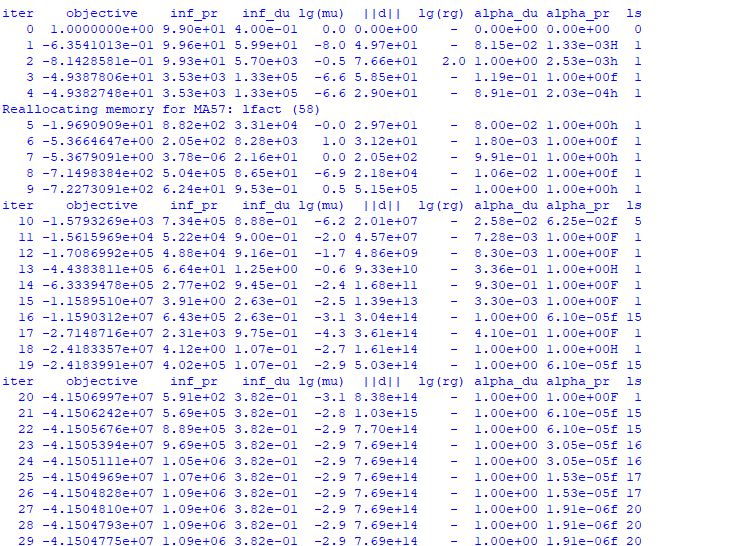 iter objective inf_pr inf_du lg(mu) ||d|| lg(rg) alpha_du alpha_pr ls
0 1.0000000e+00 9.90e+01 4.00e-01 0.0 0.00e+00 - 0.00e+00 0.00e+00 0
1 -6.3541013e-01 9.96e+01 5.99e+01 -8.0 4.97e+01 - 8.15e-02 1.33e-03H 1
2 -8.1428581e-01 9.93e+01 5.70e+03 -0.5 7.66e+01 2.0 1.00e+00 2.53e-03h 1
3 -4.4937806e+01 3.53e+03 1.33e+05 -6.6 5.85e+01 - 1.19e-01 1.00e+00f 1
4 -4.9382748e+01 3.53e+03 1.33e+05 -6.6 2.90e+01 - 8.91e-01 2.03e-04h 1
Reallocating memory for MA57: lfact (58)
5 -1.9690909e+01 8.82e+02 3.31e+04 -0.0 2.97e+01 - 8.00e-02 1.00e+00h 1
6 -5.3664647e+00 2.05e+02 8.28e+03 1.0 3.12e+01 - 1.80e-03 1.00e+00f 1
7 -5.3679091e+00 3.78e-06 2.16e+01 0.0 2.05e+02 - 9.91e-01 1.00e+00h 1
8 -7.1498384e+02 5.04e+05 8.65e+01 -6.9 2.18e+04 - 1.06e-02 1.00e+00f 1
9 -7.2273091e+02 6.24e+01 9.53e-01 0.5 5.15e+05 - 1.00e+00 1.00e+00h 1
iter objective inf_pr inf_du lg(mu) ||d|| lg(rg) alpha_du alpha_pr ls
10 -1.5793269e+03 7.34e+05 8.88e-01 -6.2 2.01e+07 - 2.58e-02 6.25e-02f 5
11 -1.5615969e+04 5.22e+04 9.00e-01 -2.0 4.57e+07 - 7.28e-03 1.00e+00F 1
12 -1.7086992e+05 4.88e+04 9.16e-01 -1.7 4.86e+09 - 8.30e-03 1.00e+00F 1
13 -4.4383811e+05 6.64e+01 1.25e+00 -0.6 9.33e+10 - 3.36e-01 1.00e+00H 1
14 -6.3339478e+05 2.77e+02 9.45e-01 -2.4 1.68e+11 - 9.30e-01 1.00e+00F 1
15 -1.1589510e+07 3.91e+00 2.63e-01 -2.5 1.39e+13 - 3.30e-03 1.00e+00F 1
16 -1.1590312e+07 6.43e+05 2.63e-01 -3.1 3.04e+14 - 1.00e+00 6.10e-05f 15
17 -2.7148716e+07 2.31e+03 9.75e-01 -4.3 3.61e+14 - 4.10e-01 1.00e+00F 1
18 -2.4183357e+07 4.12e+00 1.07e-01 -2.7 1.61e+14 - 1.00e+00 1.00e+00H 1
19 -2.4183991e+07 4.02e+05 1.07e-01 -2.9 5.03e+14 - 1.00e+00 6.10e-05f 15
iter objective inf_pr inf_du lg(mu) ||d|| lg(rg) alpha_du alpha_pr ls
20 -4.1506997e+07 5.91e+02 3.82e-01 -3.1 8.38e+14 - 1.00e+00 1.00e+00F 1
21 -4.1506242e+07 5.69e+05 3.82e-01 -2.8 1.03e+15 - 1.00e+00 6.10e-05f 15
22 -4.1505676e+07 8.89e+05 3.82e-01 -2.9 7.70e+14 - 1.00e+00 6.10e-05f 15
23 -4.1505394e+07 9.69e+05 3.82e-01 -2.9 7.69e+14 - 1.00e+00 3.05e-05f 16
24 -4.1505111e+07 1.05e+06 3.82e-01 -2.9 7.69e+14 - 1.00e+00 3.05e-05f 16
25 -4.1504969e+07 1.07e+06 3.82e-01 -2.9 7.69e+14 - 1.00e+00 1.53e-05f 17
26 -4.1504828e+07 1.09e+06 3.82e-01 -2.9 7.69e+14 - 1.00e+00 1.53e-05f 17
27 -4.1504810e+07 1.09e+06 3.82e-01 -2.9 7.69e+14 - 1.00e+00 1.91e-06f 20
28 -4.1504793e+07 1.09e+06 3.82e-01 -2.9 7.69e+14 - 1.00e+00 1.91e-06f 20
29 -4.1504775e+07 1.09e+06 3.82e-01 -2.9 7.69e+14 - 1.00e+00 1.91e-06f 20